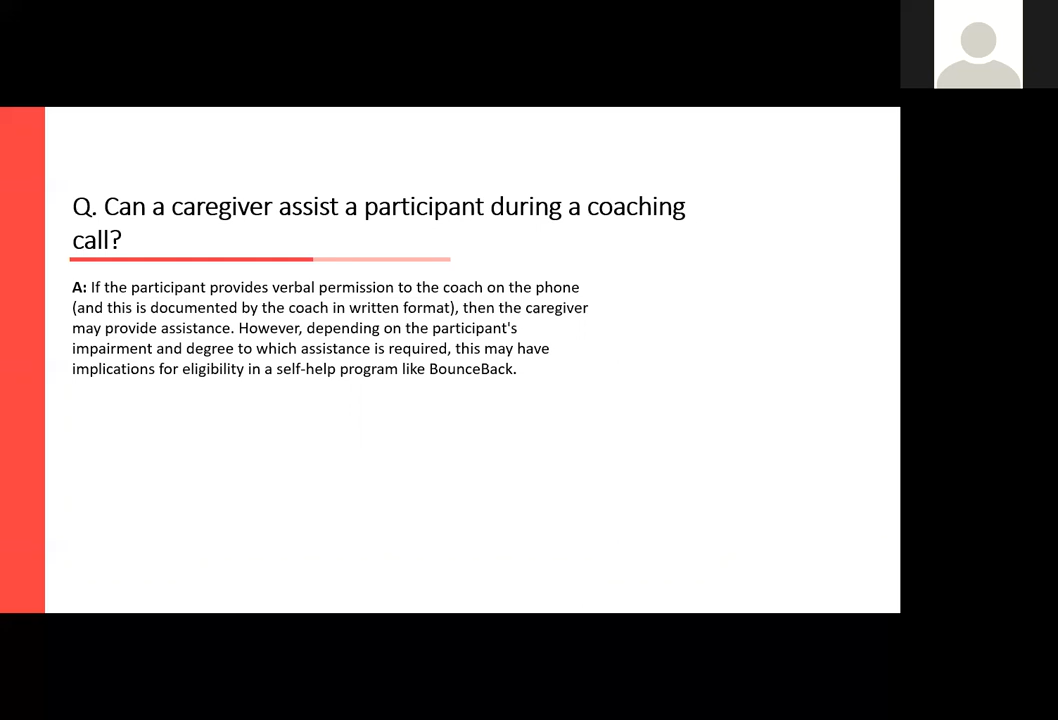 Q. Can a caregiver assist a participant during a coaching
call?
A: If the participant provides verbal permission to the coach on the phone
(and this is documented by the coach in written format), then the caregiver
may provide assistance. However, depending on the participant's
impairment and degree to which assistance is required, this may have
implications for eligibility in a self-help program like BounceBack.